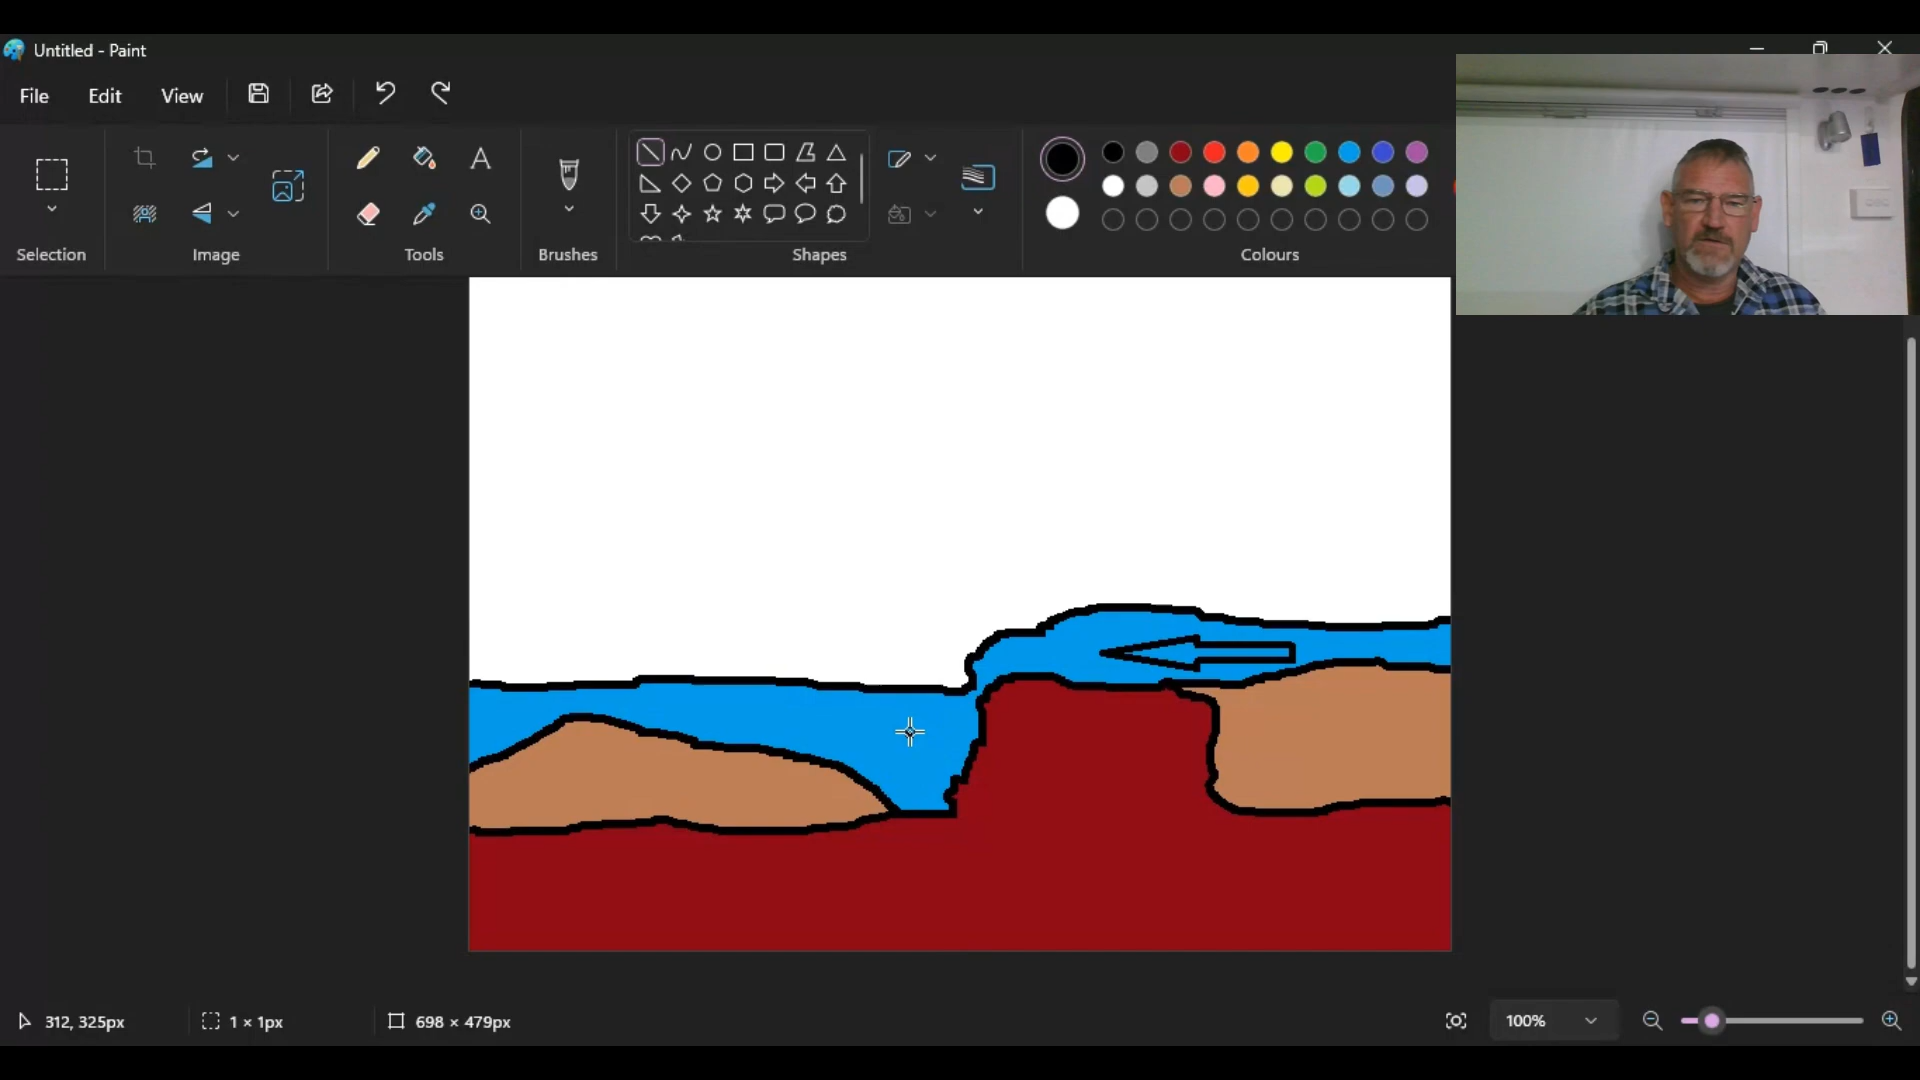 Untitled - Paint
File Edit View
Selection Image Tools Brushes Shapes Colours
312, 325px 1 × 1px 698 × 479px 100%